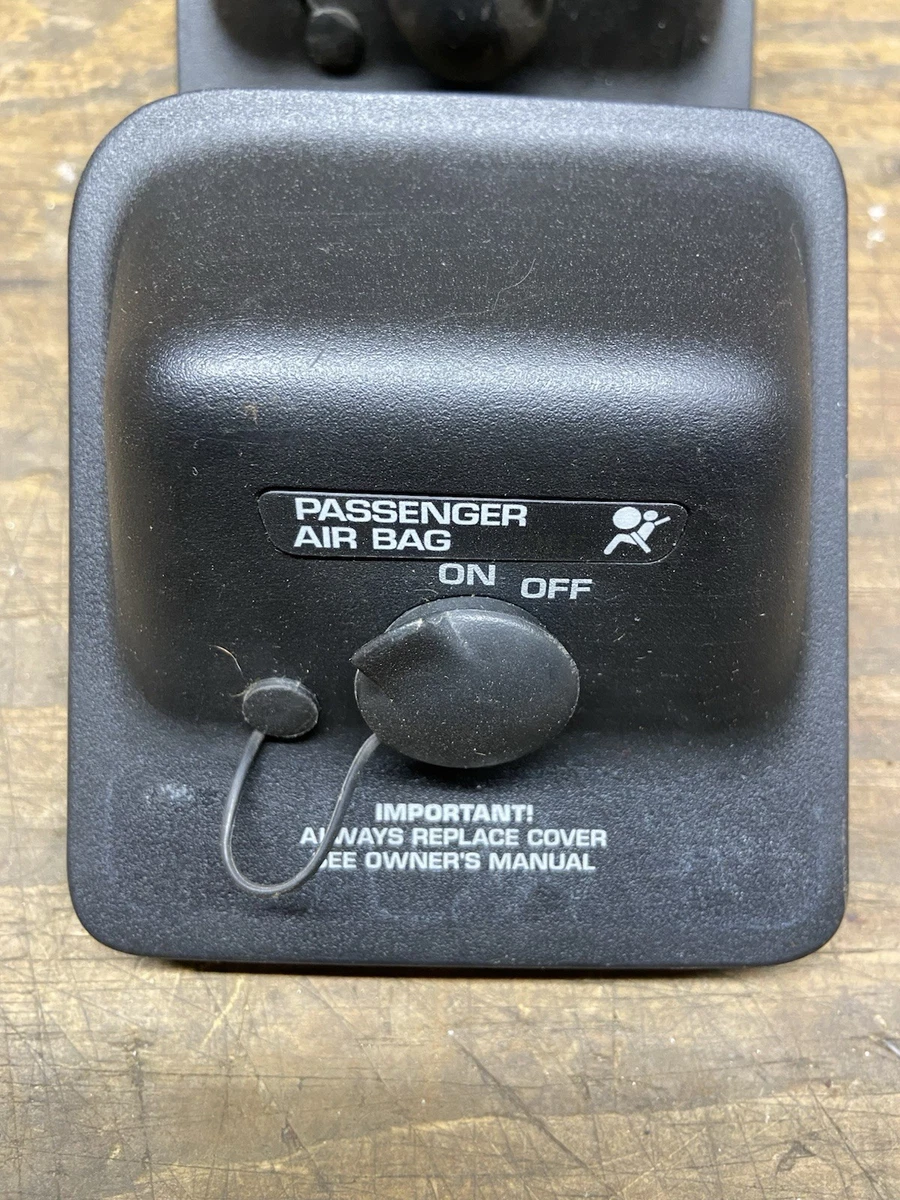 PASSENGER
AIR BAG
ON OFF
IMPORTANT!
ALWAYS REPLACE COVER
SEE OWNER'S MANUAL